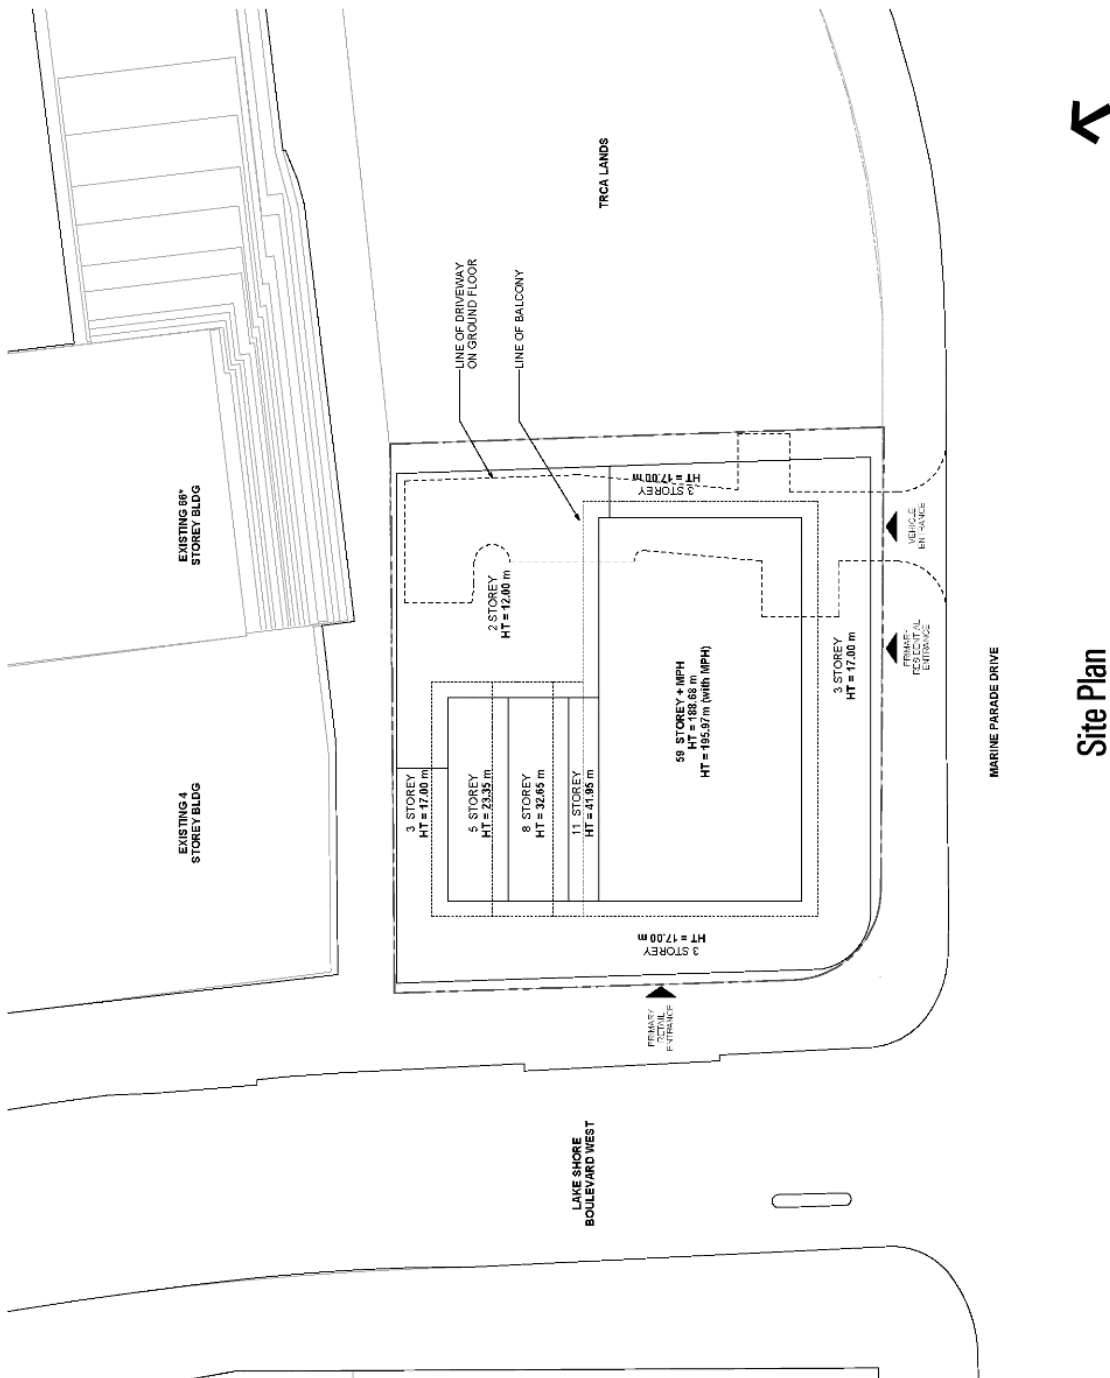 TRCA LANDS
LINE OF DRIVEWAY
ON GROUND FLOOR
LINE OF BALCONY
EXISTING 66*
STOREY BLDG
EXISTING 4
STOREY BLDG
2 STOREY
HT = 12.00 m
3 STOREY
HT = 17.00 m
3 STOREY
HT = 17.00 m
5 STOREY
HT = 23.35 m
8 STOREY
HT = 32.65 m
11 STOREY
HT = 41.95 m
59 STOREY + MPH
HT = 188.68 m
HT = 195.97m (with MPH)
3 STOREY
HT = 17.00 m
3 STOREY
HT = 17.00 m
VEHICLE
ENTRANCE
PRIMARY
RESIDENTIAL
ENTRANCE
PRIMARY
RETAIL
ENTRANCE
MARINE PARADE DRIVE
LAKE SHORE
BOULEVARD WEST
Site Plan